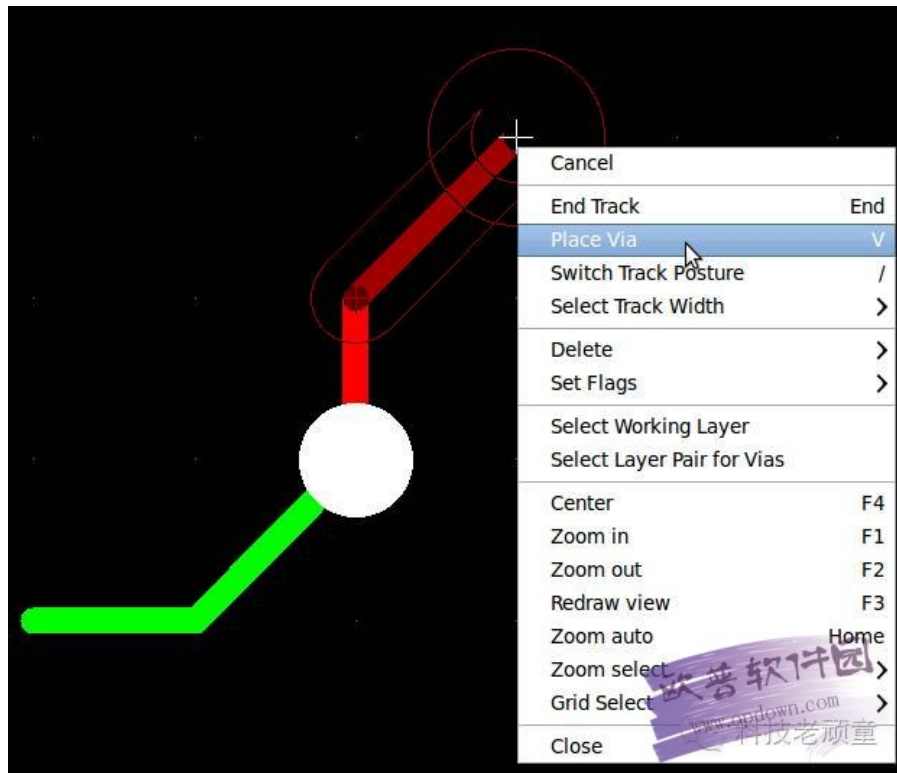 Cancel
End Track End
Place Via V
Switch Track Posture /
Select Track Width
Delete
Set Flags
Select Working Layer
Select Layer Pair for Vias
Center F4
Zoom in F1
Zoom out F2
Redraw view F3
Zoom auto Home
Zoom select
Grid Select
Close
欧普软件园
www.opdown.com
科技老顽童